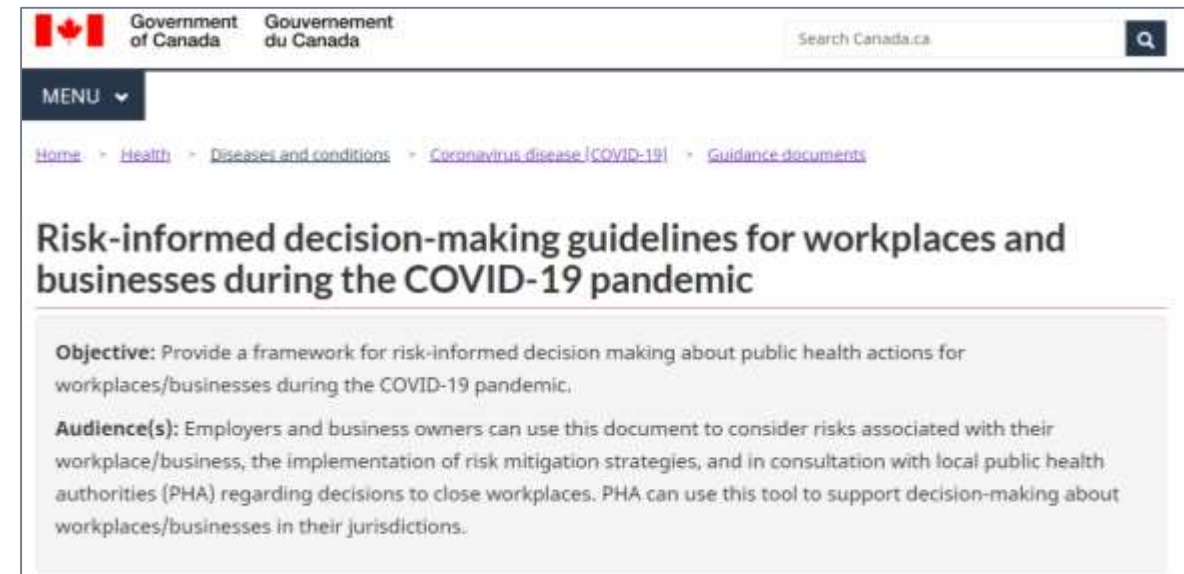 Government of Canada
Gouvernement du Canada
Search Canada.ca
MENU
Home > Health > Diseases and conditions > Coronavirus disease (COVID-19) > Guidance documents
Risk-informed decision-making guidelines for workplaces and
businesses during the COVID-19 pandemic
Objective: Provide a framework for risk-informed decision making about public health actions for
workplaces/businesses during the COVID-19 pandemic.
Audience(s): Employers and business owners can use this document to consider risks associated with their
workplace/business, the implementation of risk mitigation strategies, and in consultation with local public health
authorities (PHA) regarding decisions to close workplaces. PHA can use this tool to support decision-making about
workplaces/businesses in their jurisdictions.